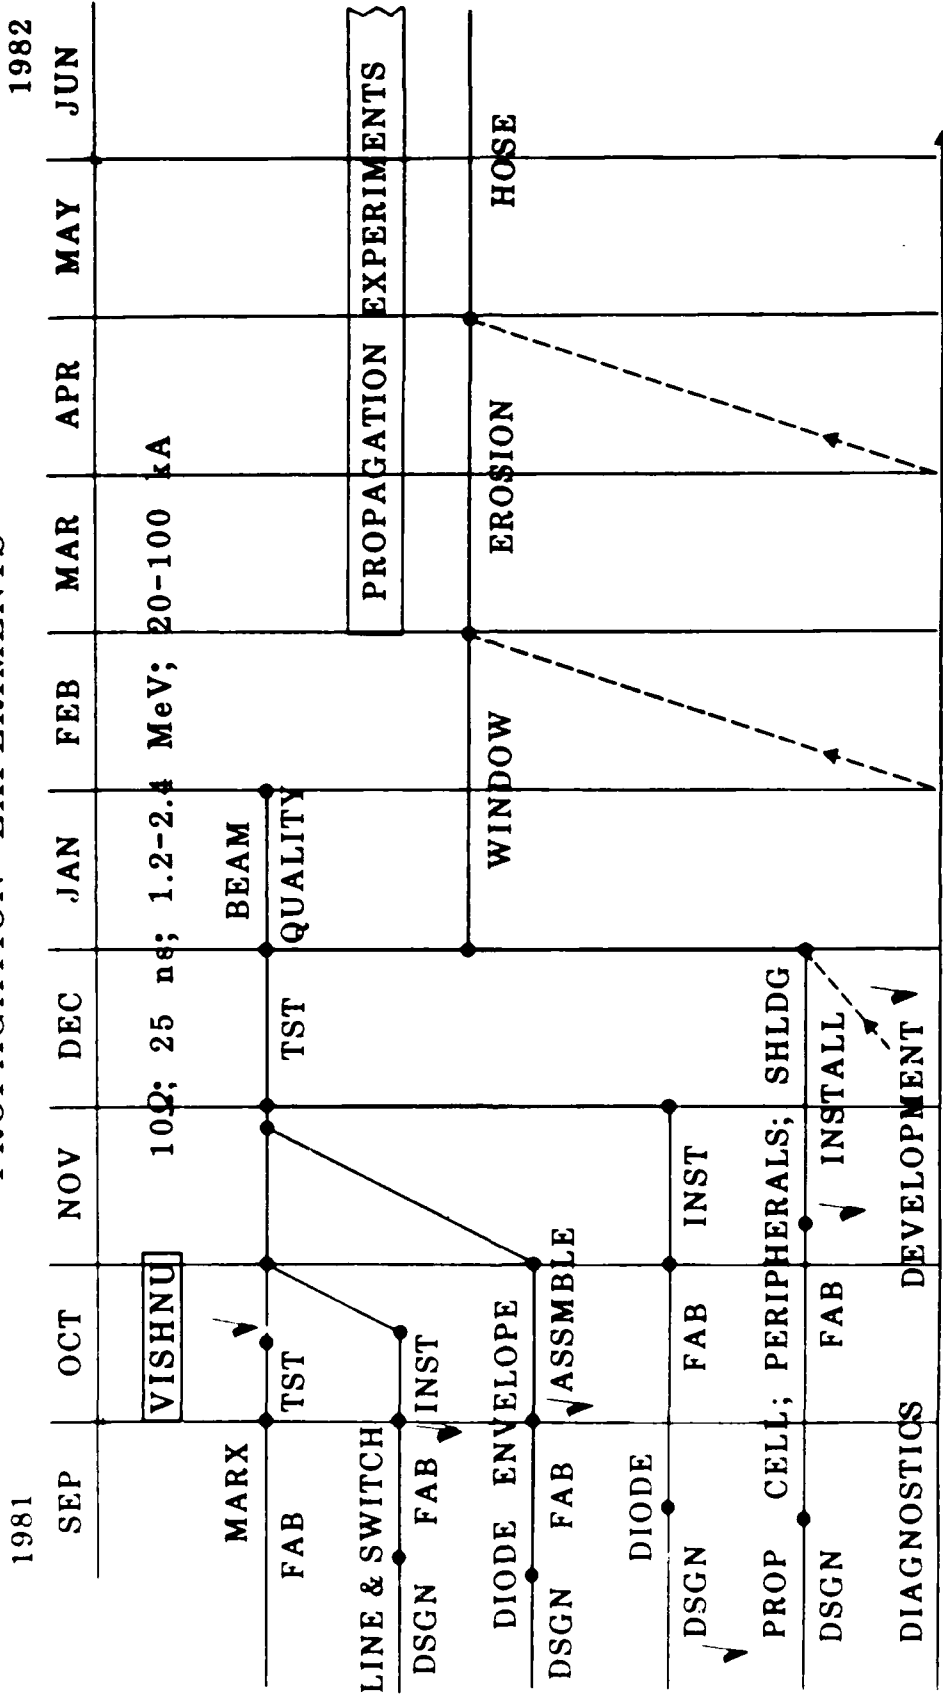 PROPAGATION EXPERIMENTS
1981 1982
SEP OCT NOV DEC JAN FEB MAR APR MAY JUN
VISHNU 10Ω; 25 ns; 1.2-2.4 MeV; 20-100 kA
MARX BEAM
FAB TST TST QUALITY
PROPAGATION EXPERIMENTS
LINE & SWITCH
DSGN FAB INST
WINDOW EROSION HOSE
DIODE ENVELOPE
DSGN FAB ASSMBLE
DIODE
DSGN FAB INST
PROP CELL; PERIPHERALS; SHLDG
DSGN FAB INSTALL
DIAGNOSTICS DEVELOPMENT